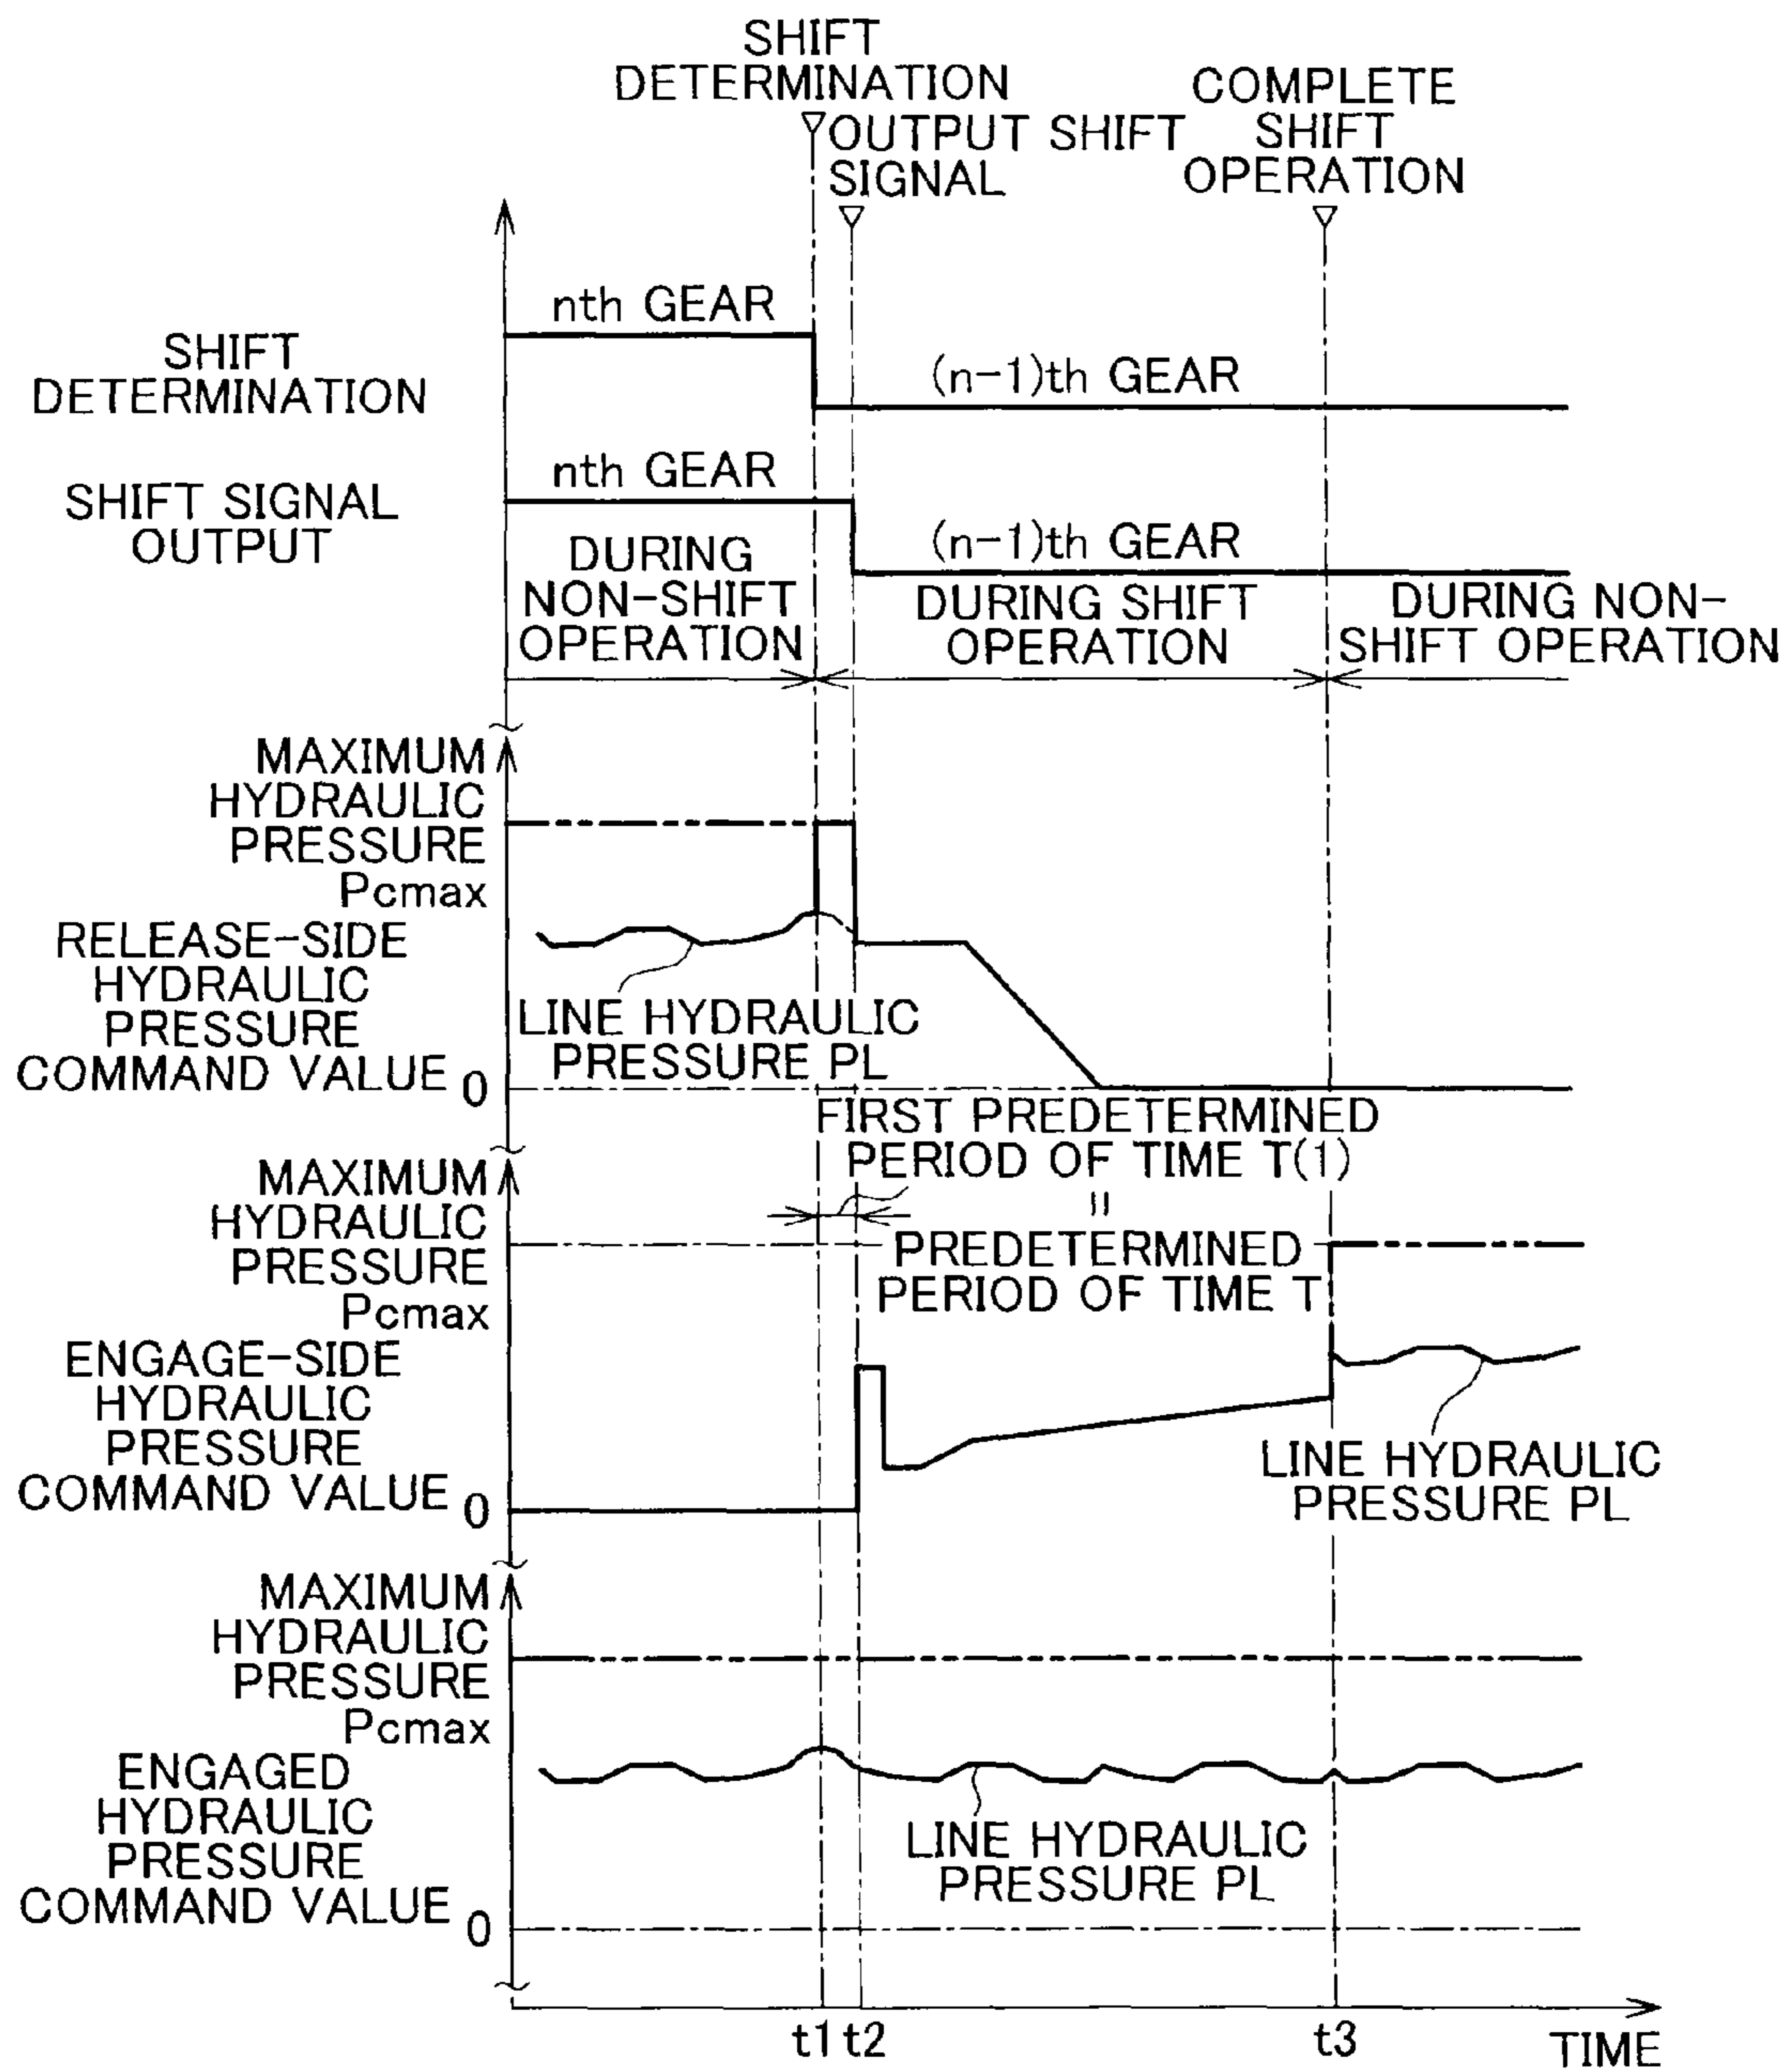 SHIFT
DETERMINATION
OUTPUT SHIFT
SIGNAL
COMPLETE
SHIFT
OPERATION
SHIFT
DETERMINATION
nth GEAR
(n-1)th GEAR
SHIFT SIGNAL
OUTPUT
nth GEAR
(n-1)th GEAR
DURING
NON-SHIFT
OPERATION
DURING SHIFT
OPERATION
DURING NON-
SHIFT OPERATION
MAXIMUM
HYDRAULIC
PRESSURE
Pcmax
RELEASE-SIDE
HYDRAULIC
PRESSURE
COMMAND VALUE
0
LINE HYDRAULIC
PRESSURE PL
FIRST PREDETERMINED
PERIOD OF TIME T(1)
=
PREDETERMINED
PERIOD OF TIME T
MAXIMUM
HYDRAULIC
PRESSURE
Pcmax
ENGAGE-SIDE
HYDRAULIC
PRESSURE
COMMAND VALUE
0
LINE HYDRAULIC
PRESSURE PL
MAXIMUM
HYDRAULIC
PRESSURE
Pcmax
ENGAGED
HYDRAULIC
PRESSURE
COMMAND VALUE
0
LINE HYDRAULIC
PRESSURE PL
t1 t2 t3 TIME